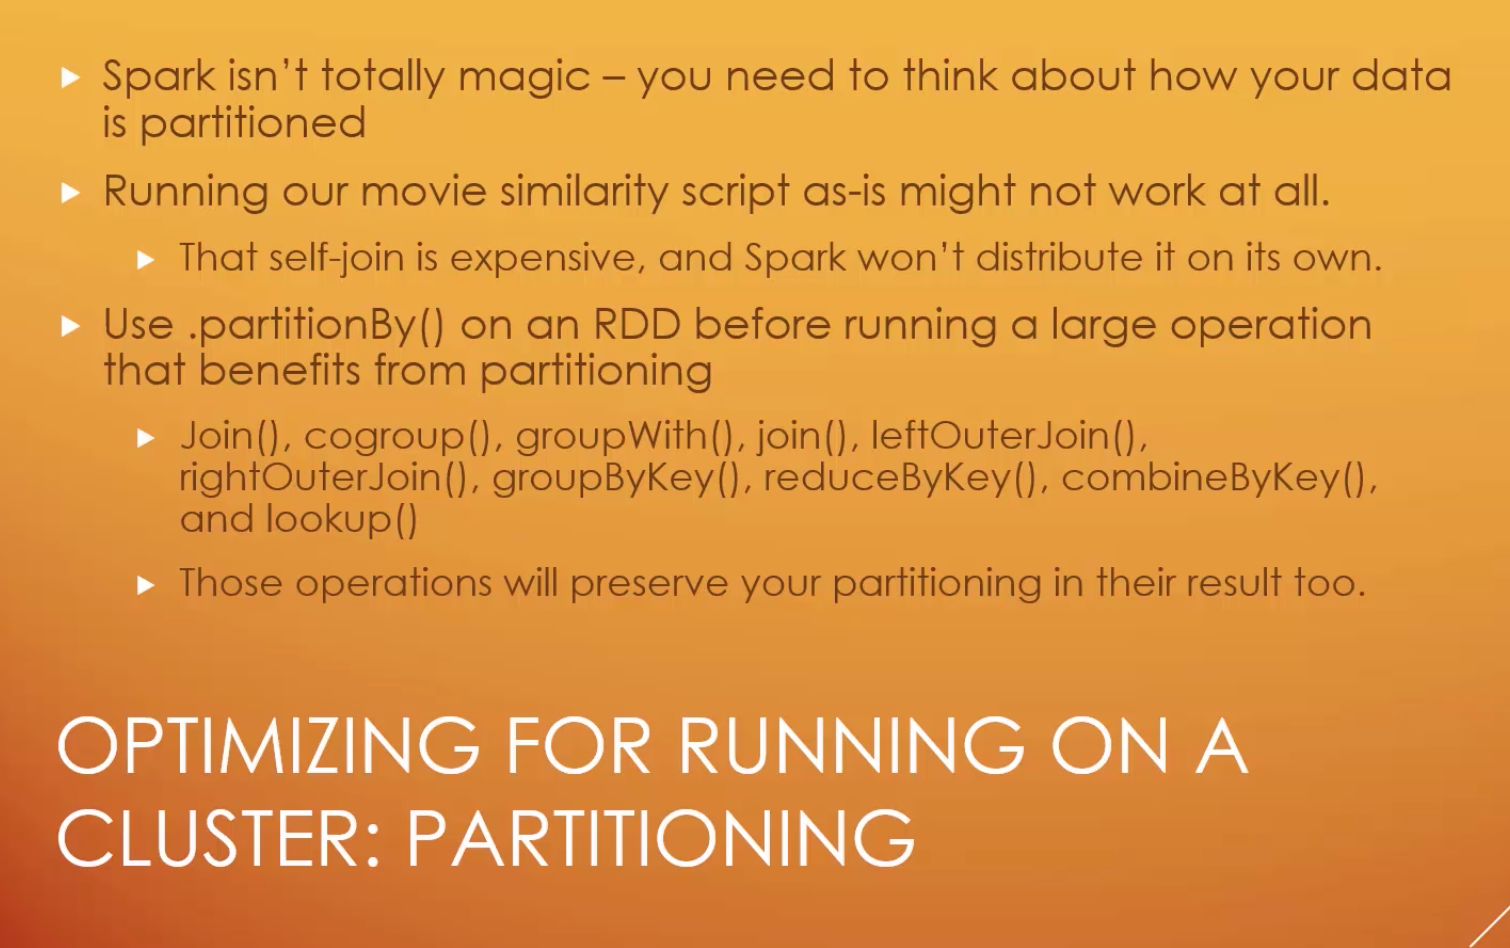 Spark isn’t totally magic – you need to think about how your data
is partitioned
Running our movie similarity script as-is might not work at all.
That self-join is expensive, and Spark won’t distribute it on its own.
Use .partitionBy() on an RDD before running a large operation
that benefits from partitioning
Join(), cogroup(), groupWith(), join(), leftOuterJoin(),
rightOuterJoin(), groupByKey(), reduceByKey(), combineByKey(),
and lookup()
Those operations will preserve your partitioning in their result too.
OPTIMIZING FOR RUNNING ON A
CLUSTER: PARTITIONING